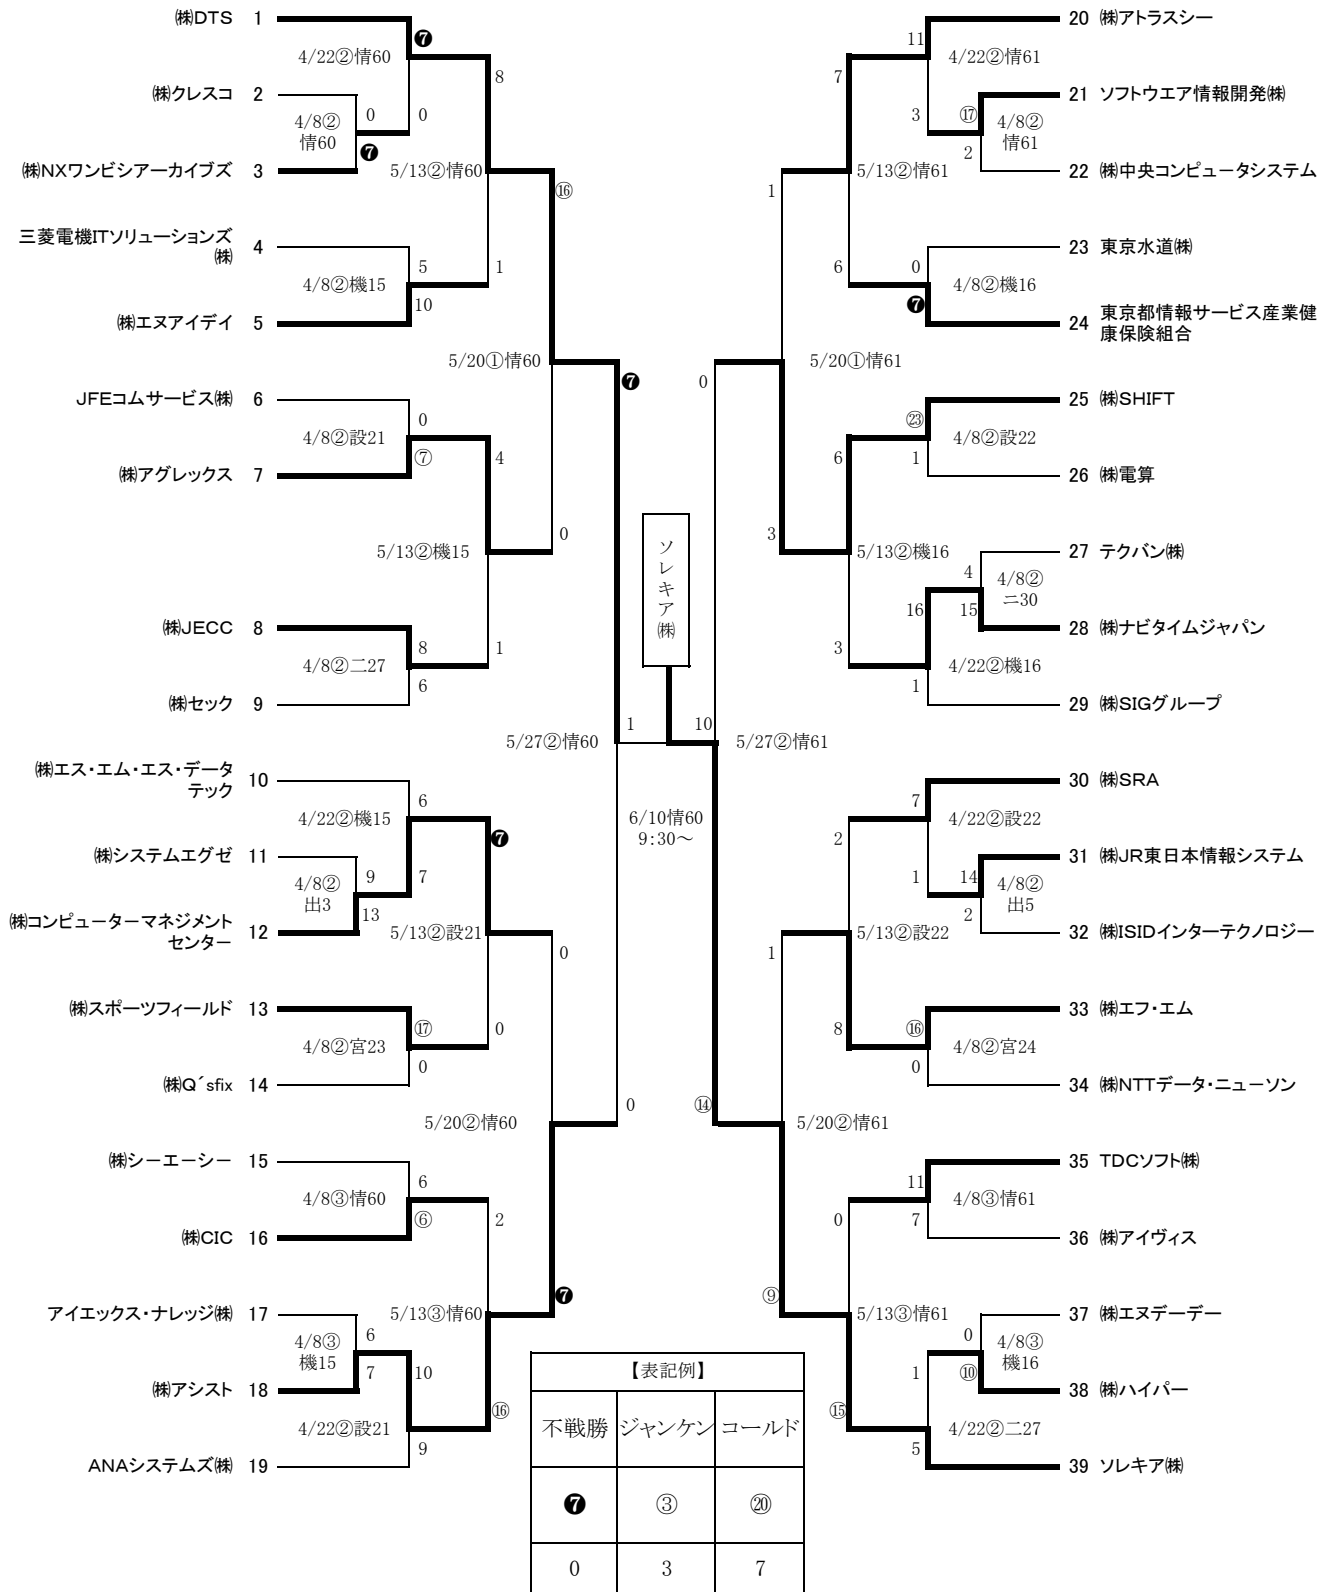 ㈱DTS 1
4/22②情60
❼
8
㈱クレスコ 2
4/8②
情60
0
0
❼
㈱NXワンビシアーカイブズ 3
5/13②情60
⑯
三菱電機ITソリューションズ
㈱
4
4/8②機15
5
1
10
㈱エヌアイデイ 5
5/20①情60
❼
JFEコムサービス㈱ 6
4/8②設21
0
⑦
4
㈱アグレックス 7
5/13②機15
0
㈱JECC 8
4/8②二27
8
1
6
㈱セック 9
5/27②情60
1
㈱エス・エム・エス・データ
テック
10
4/22②機15
6
❼
㈱システムエグゼ 11
4/8②
出3
9
7
13
㈱コンピューターマネジメント
センター
12
5/13②設21
0
㈱スポーツフィールド 13
4/8②宮23
⑰
0
0
㈱Q´sfix 14
5/20②情60
0
㈱シーエーシー 15
4/8③情60
6
⑥
2
㈱CIC 16
❼
アイエックス・ナレッジ㈱ 17
5/13③情60
4/8③
機15
6
7
10
㈱アシスト 18
⑯
4/22②設21
9
ANAシステムズ㈱ 19
ソレキア㈱
10
6/10情60
9:30～
20 ㈱アトラスシー
11
4/22②情61
7
21 ソフトウエア情報開発㈱
3
⑰
4/8②
情61
2
22 ㈱中央コンピュータシステム
5/13②情61
1
23 東京水道㈱
6
0
4/8②機16
❼
24 東京都情報サービス産業健
康保険組合
5/20①情61
0
25 ㈱SHIFT
㉓
4/8②設22
6
1
26 ㈱電算
3
5/13②機16
27 テクバン㈱
4
4/8②
ニ30
16
15
28 ㈱ナビタイムジャパン
3
4/22②機16
1
29 ㈱SIGグループ
5/27②情61
30 ㈱SRA
7
4/22②設22
2
31 ㈱JR東日本情報システム
1
14
4/8②
出5
2
32 ㈱ISIDインターテクノロジー
5/13②設22
1
33 ㈱エフ・エム
8
⑯
4/8②宮24
0
34 ㈱NTTデータ・ニューソン
⑭
5/20②情61
35 TDCソフト㈱
11
4/8③情61
0
7
36 ㈱アイヴィス
⑨
5/13③情61
37 ㈱エヌデーデー
0
4/8③
機16
1
⑩
38 ㈱ハイパー
⑮
4/22②二27
5
39 ソレキア㈱
【表記例】
不戦勝 ジャンケン コールド
❼ ③ ⑳
0 3 7